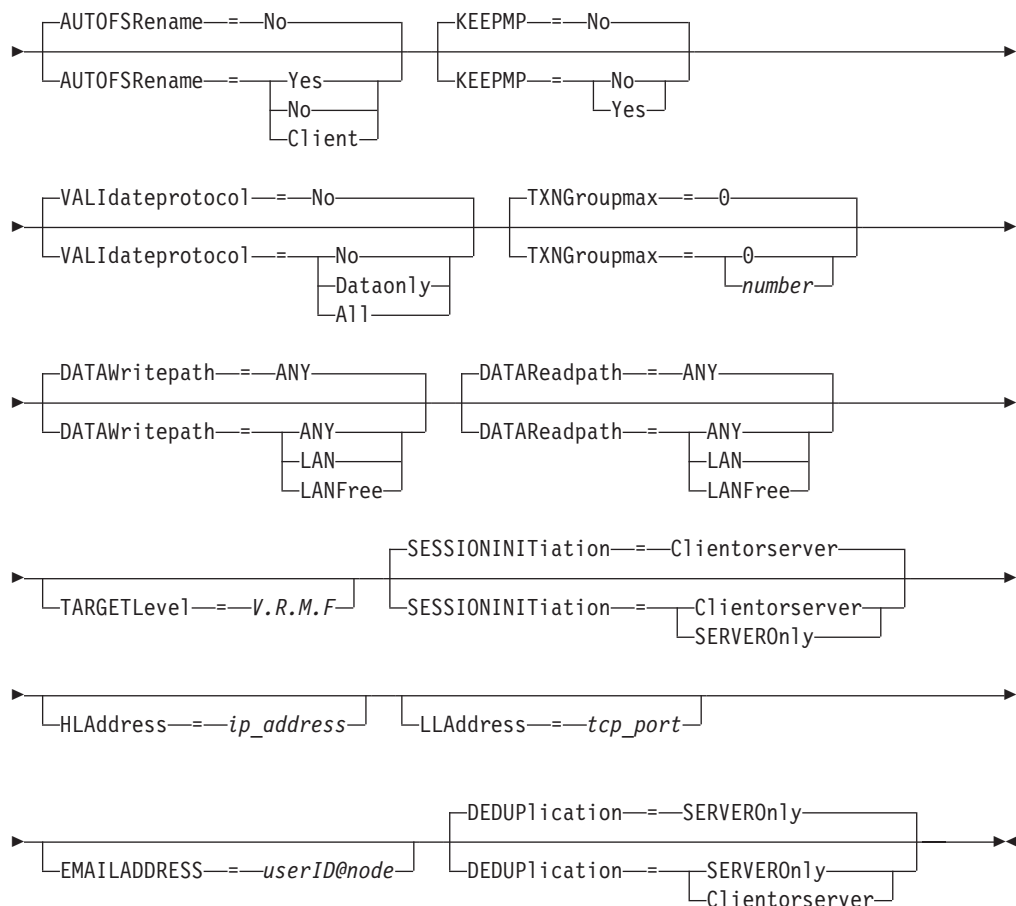 AUTOFSRename = No KEEPMP = No
AUTOFSRename = Yes KEEPMP = No
No Yes
Client
VALIdateprotocol = No TXNGroupmax = 0
VALIdateprotocol = No TXNGroupmax = 0
Dataonly number
All
DATAWritepath = ANY DATAReadpath = ANY
DATAWritepath = ANY DATAReadpath = ANY
LAN LAN
LANFree LANFree
SESSIONINITiation = Clientorserver
TARGETLevel = V.R.M.F SESSIONINITiation = Clientorserver
SERVEROnly
HLAddress = ip_address LLAddress = tcp_port
DEDUPlication = SERVEROnly
EMAILADDRESS = userID@node DEDUPlication = SERVEROnly
Clientorserver